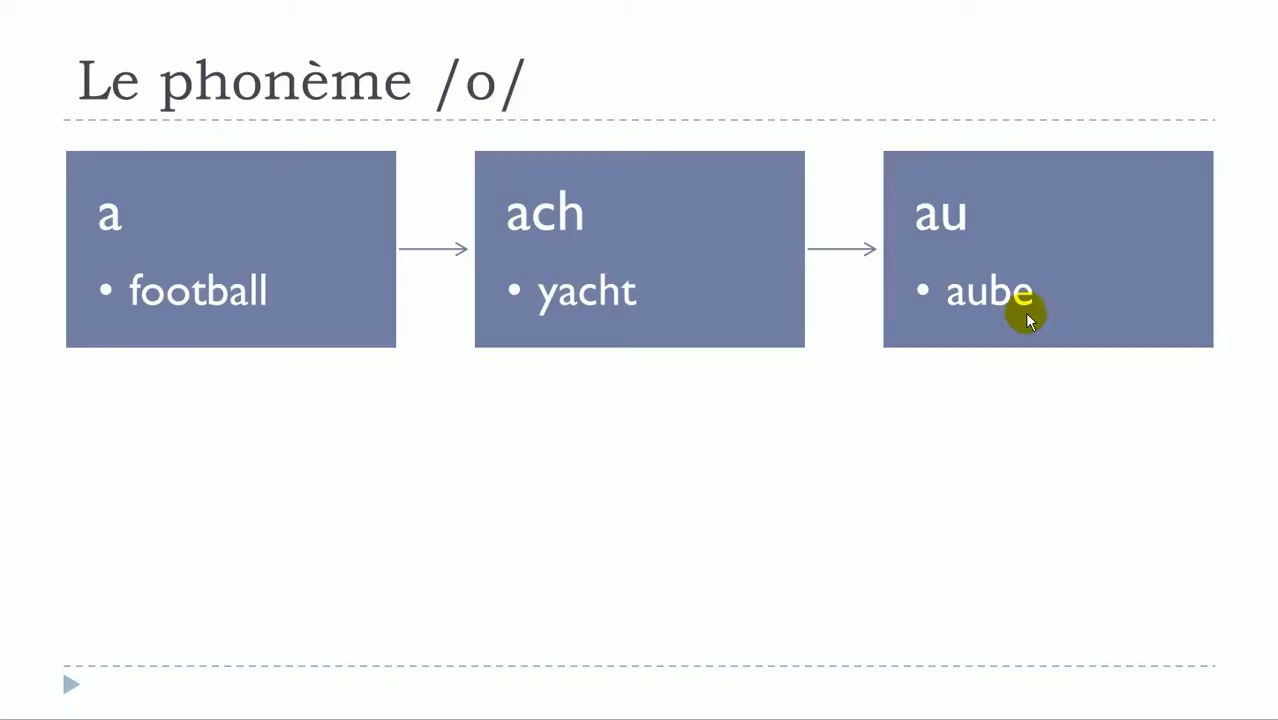 Le phonème /o/
a
• football
ach
• yacht
au
• aube